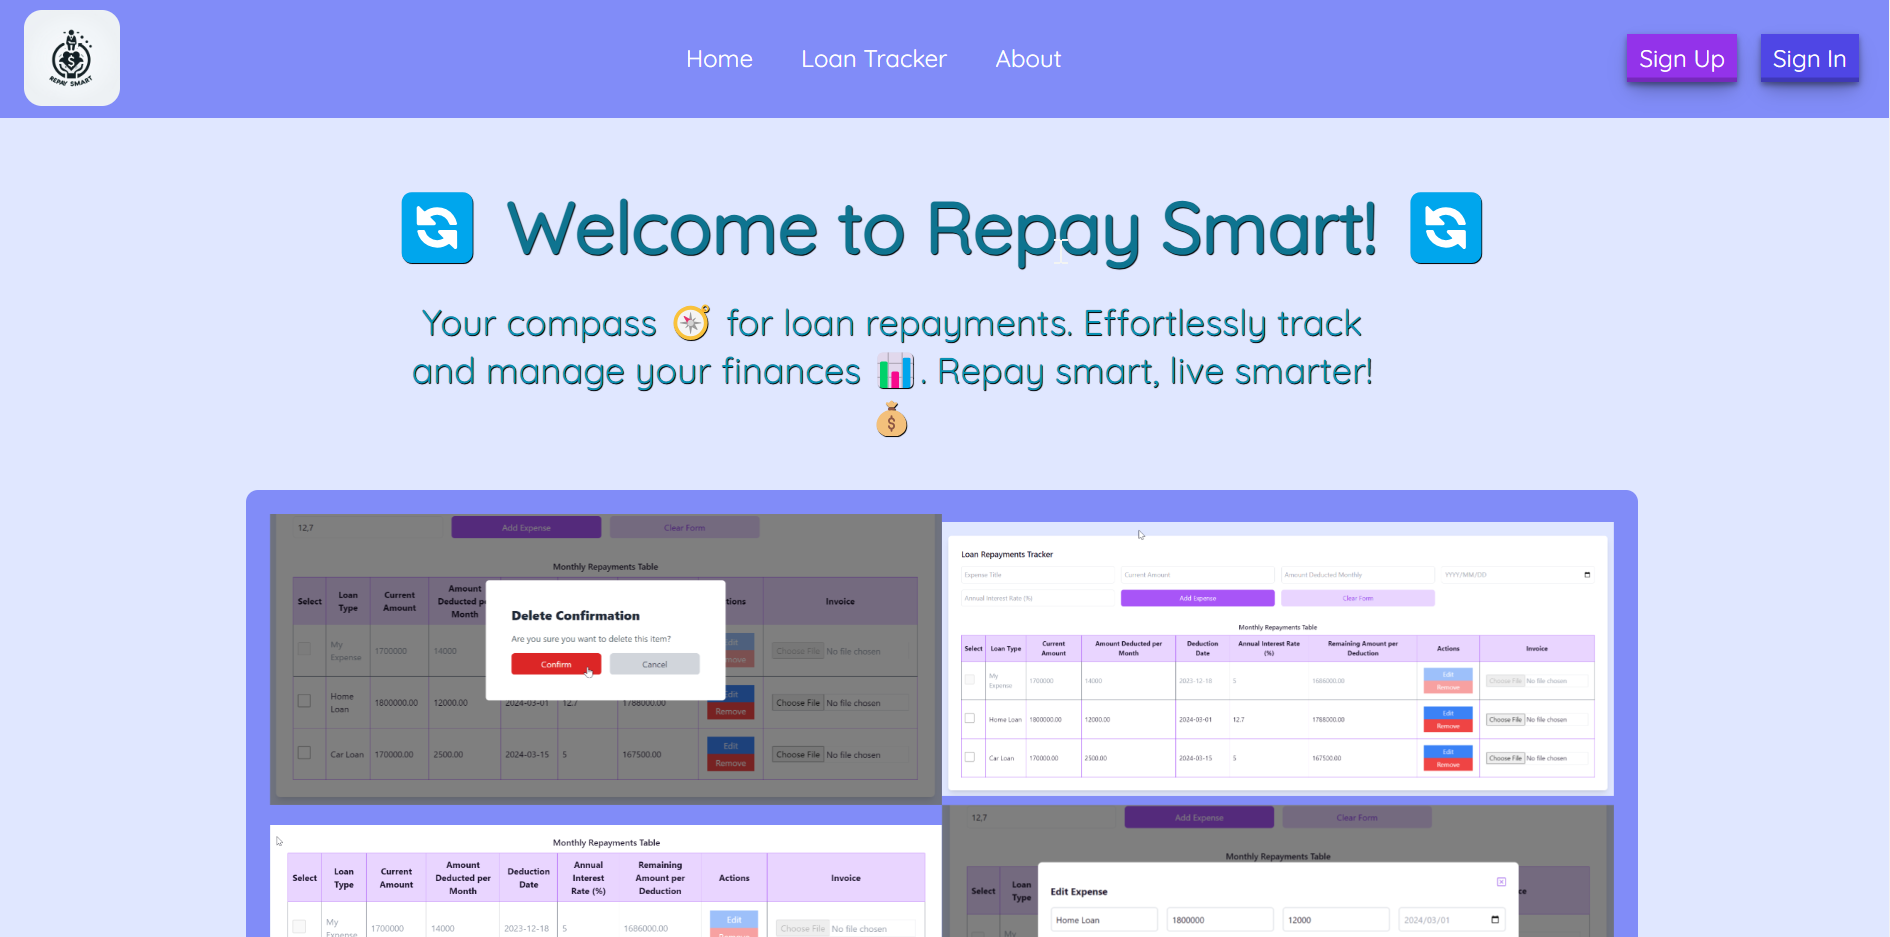 REPAY SMART
Home
Loan Tracker
About
Sign Up
Sign In
Welcome to Repay Smart!
Your compass 🧭 for loan repayments. Effortlessly track
and manage your finances 📊. Repay smart, live smarter!
💰
12,7
Add Expense
Clear Form
Monthly Repayments Table
Select
Loan Type
Current Amount
Amount
Deducted
Month
Invoice
Delete Confirmation
Are you sure you want to delete this item?
Confirm
Cancel
My Expense
1700000
14000
Choose File No file chosen
Home Loan
1800000.00
12000.00
2024-03-01
12.7
1788000.00
Edit
Remove
Choose File No file chosen
Car Loan
170000.00
2500.00
2024-03-15
5
167500.00
Edit
Remove
Choose File No file chosen
Loan Repayments Tracker
Expense Title
Current Amount
Amount Deducted Monthly
YYYY/MM/DD
Annual Interest Rate (%)
Add Expense
Clear Form
Monthly Repayments Table
Select
Loan Type
Current Amount
Amount Deducted per Month
Deduction Date
Annual Interest Rate (%)
Remaining Amount per Deduction
Actions
Invoice
My Expense
1700000
14000
2023-12-18
5
1686000.00
Edit
Remove
Choose File No file chosen
Home Loan
1800000.00
12000.00
2024-03-01
12.7
1788000.00
Edit
Remove
Choose File No file chosen
Car Loan
170000.00
2500.00
2024-03-15
5
167500.00
Edit
Remove
Choose File No file chosen
Monthly Repayments Table
Select
Loan Type
Current Amount
Amount Deducted per Month
Deduction Date
Annual Interest Rate (%)
Remaining Amount per Deduction
Actions
Invoice
My Expense
1700000
14000
2023-12-18
5
1686000.00
Edit
Choose File No file chosen
12,7
Add Expense
Clear Form
Monthly Repayments Table
Select
Loan Type
Edit Expense
Home Loan
1800000
12000
2024/03/01
My